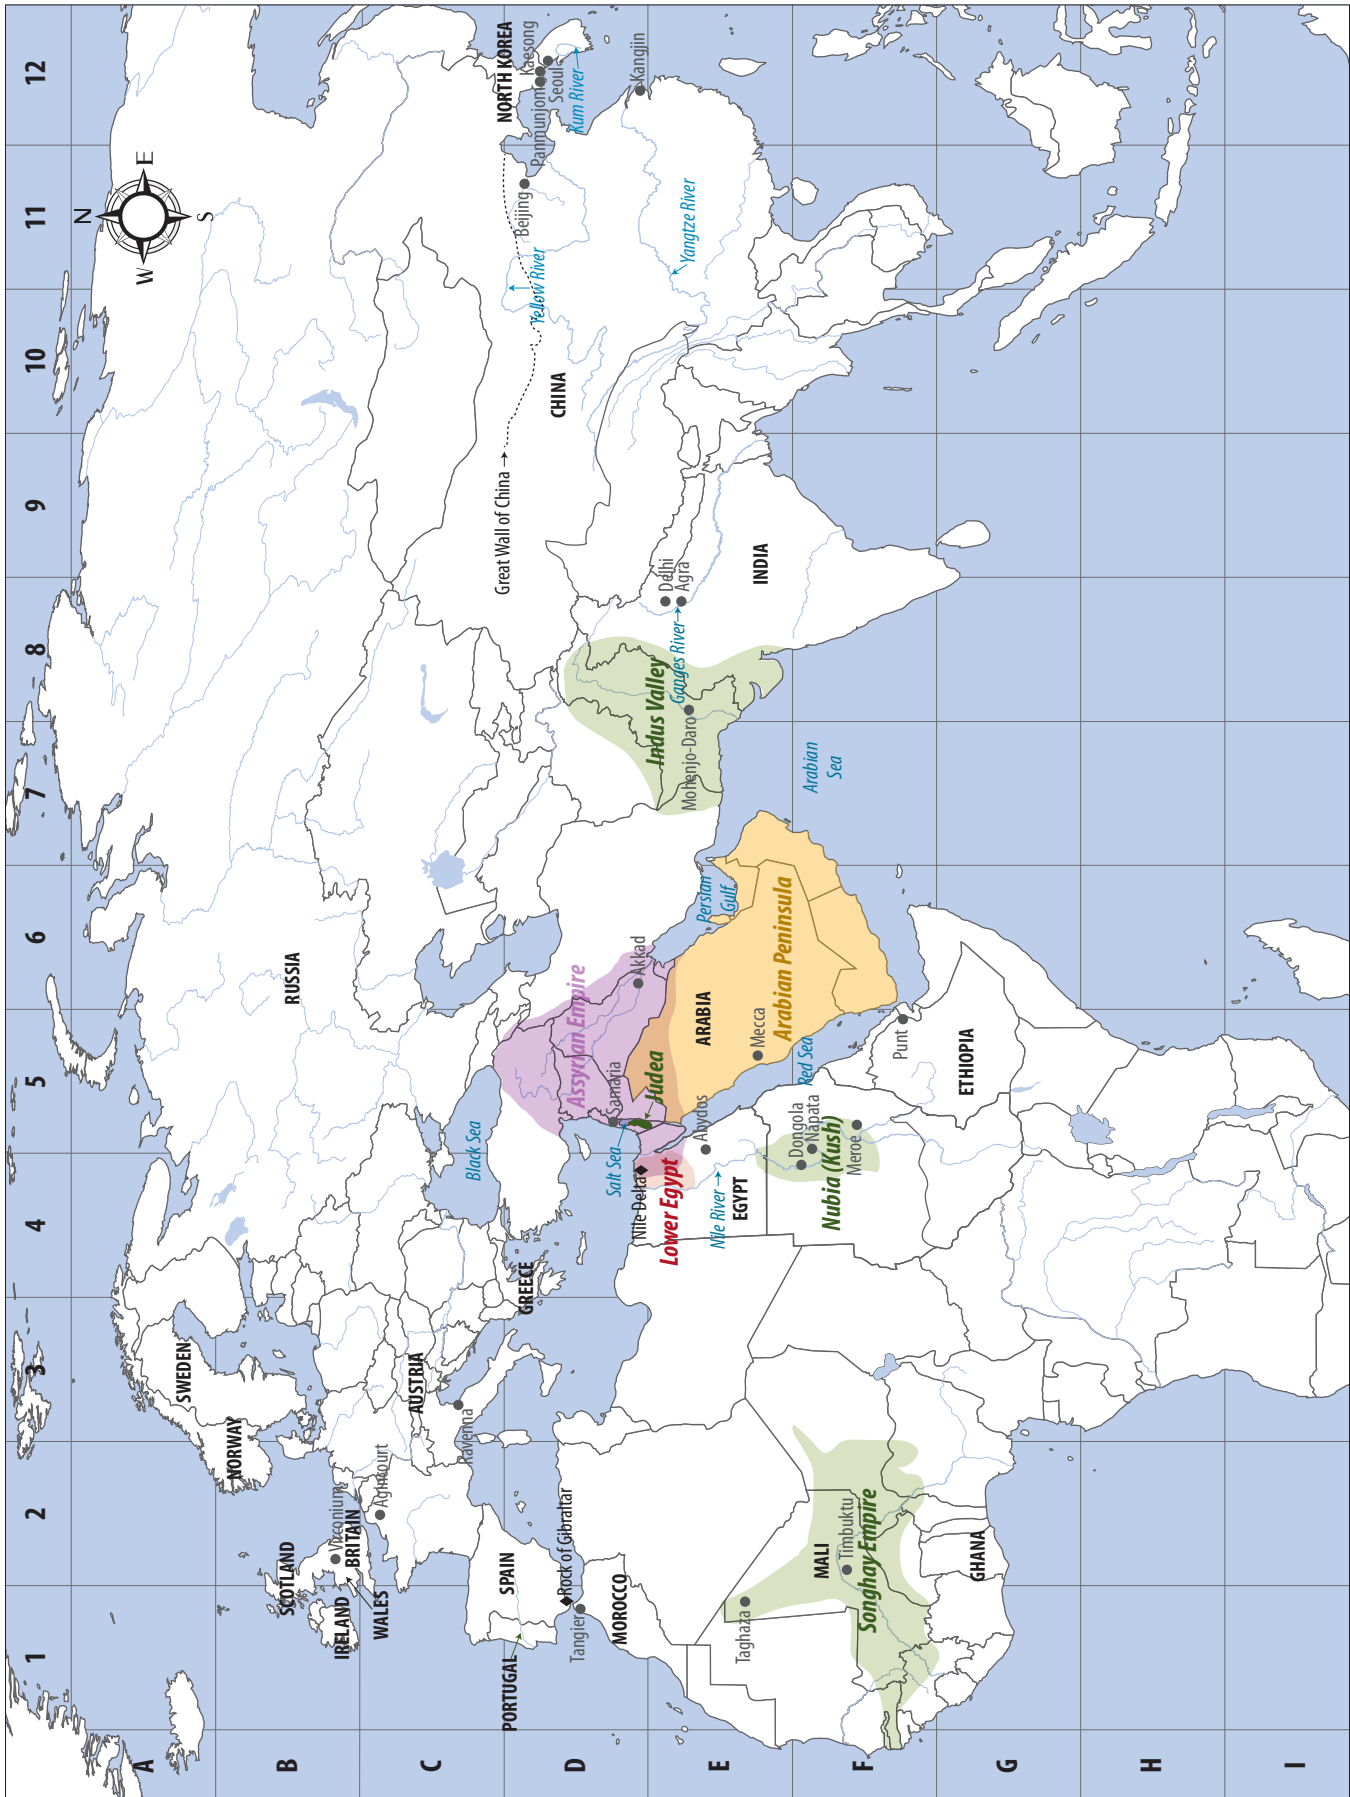 1
2
3
4
5
6
7
8
9
10
11
12
A
B
C
D
E
F
G
H
I
N
E
S
W
SWEDEN
NORWAY
RUSSIA
SCOTLAND
IRELAND
WALES
BRITAIN
Virconium
Agincourt
AUSTRIA
Ravenna
Black Sea
PORTUGAL
SPAIN
Rock of Gibraltar
Tangier
MOROCCO
GREECE
Salt Sea
Nile Delta
Lower Egypt
Samaria
Judea
Assyrian Empire
Akkad
Great Wall of China
CHINA
Yellow River
Beijing
NORTH KOREA
Kaesong
Panmunjom
Seoul
Kum River
Kangjin
Yangtze River
Indus Valley
Mohenjo-Daro
Ganges River
Delhi
Agra
INDIA
Persian
Gulf
ARABIA
Mecca
Arabian Peninsula
Arabian
Sea
Abydos
Nile River
EGYPT
Red Sea
Dongola
Napata
Nubia (Kush)
Meroe
Punt
ETHIOPIA
Taghaza
MALI
Timbuktu
Songhay Empire
GHANA